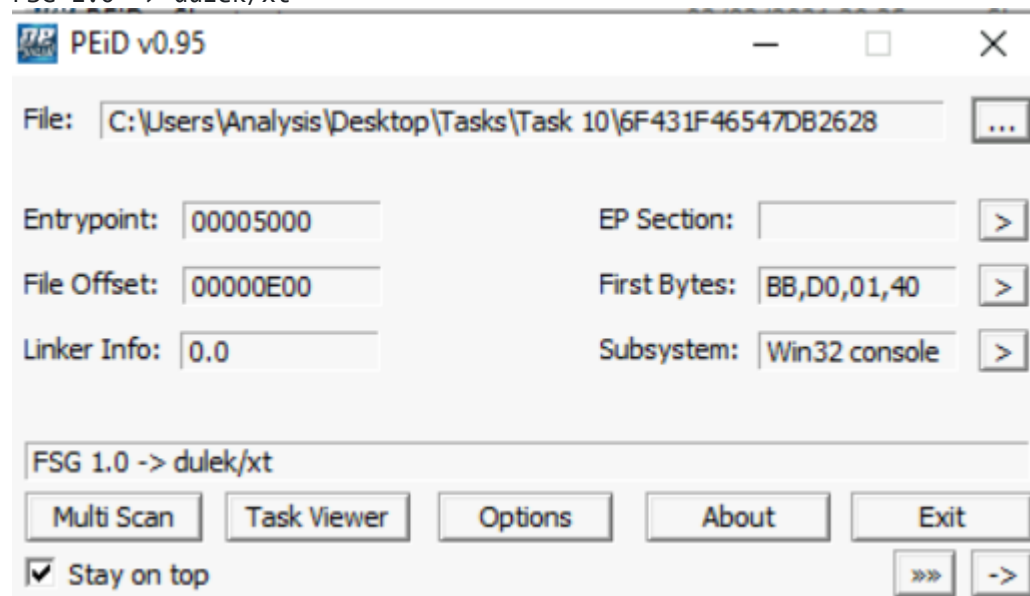 PEiD v0.95
File: C:\Users\Analysis\Desktop\Tasks\Task 10\6F431F46547DB2628 ...
Entrypoint: 00005000 EP Section: >
File Offset: 00000E00 First Bytes: BB,D0,01,40 >
Linker Info: 0.0 Subsystem: Win32 console >
FSG 1.0 -> dulek/xt
Multi Scan Task Viewer Options About Exit
Stay on top »» ->